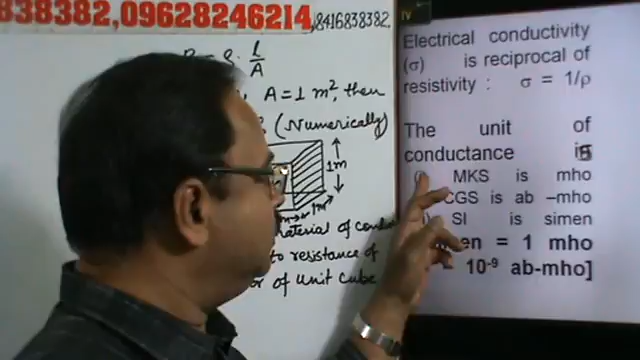 838382,09628246214,8416838382,
IV
l
A
A = 1 m², then
(Numerically)
1m
1m
material of
to resistance of
of Unit Cube
Electrical conductivity
(σ) is reciprocal of
resistivity : σ = 1/ρ
The unit of
conductance is
MKS is mho
CGS is ab –mho
SI is simen
= 1 mho
10⁻⁹ ab-mho]